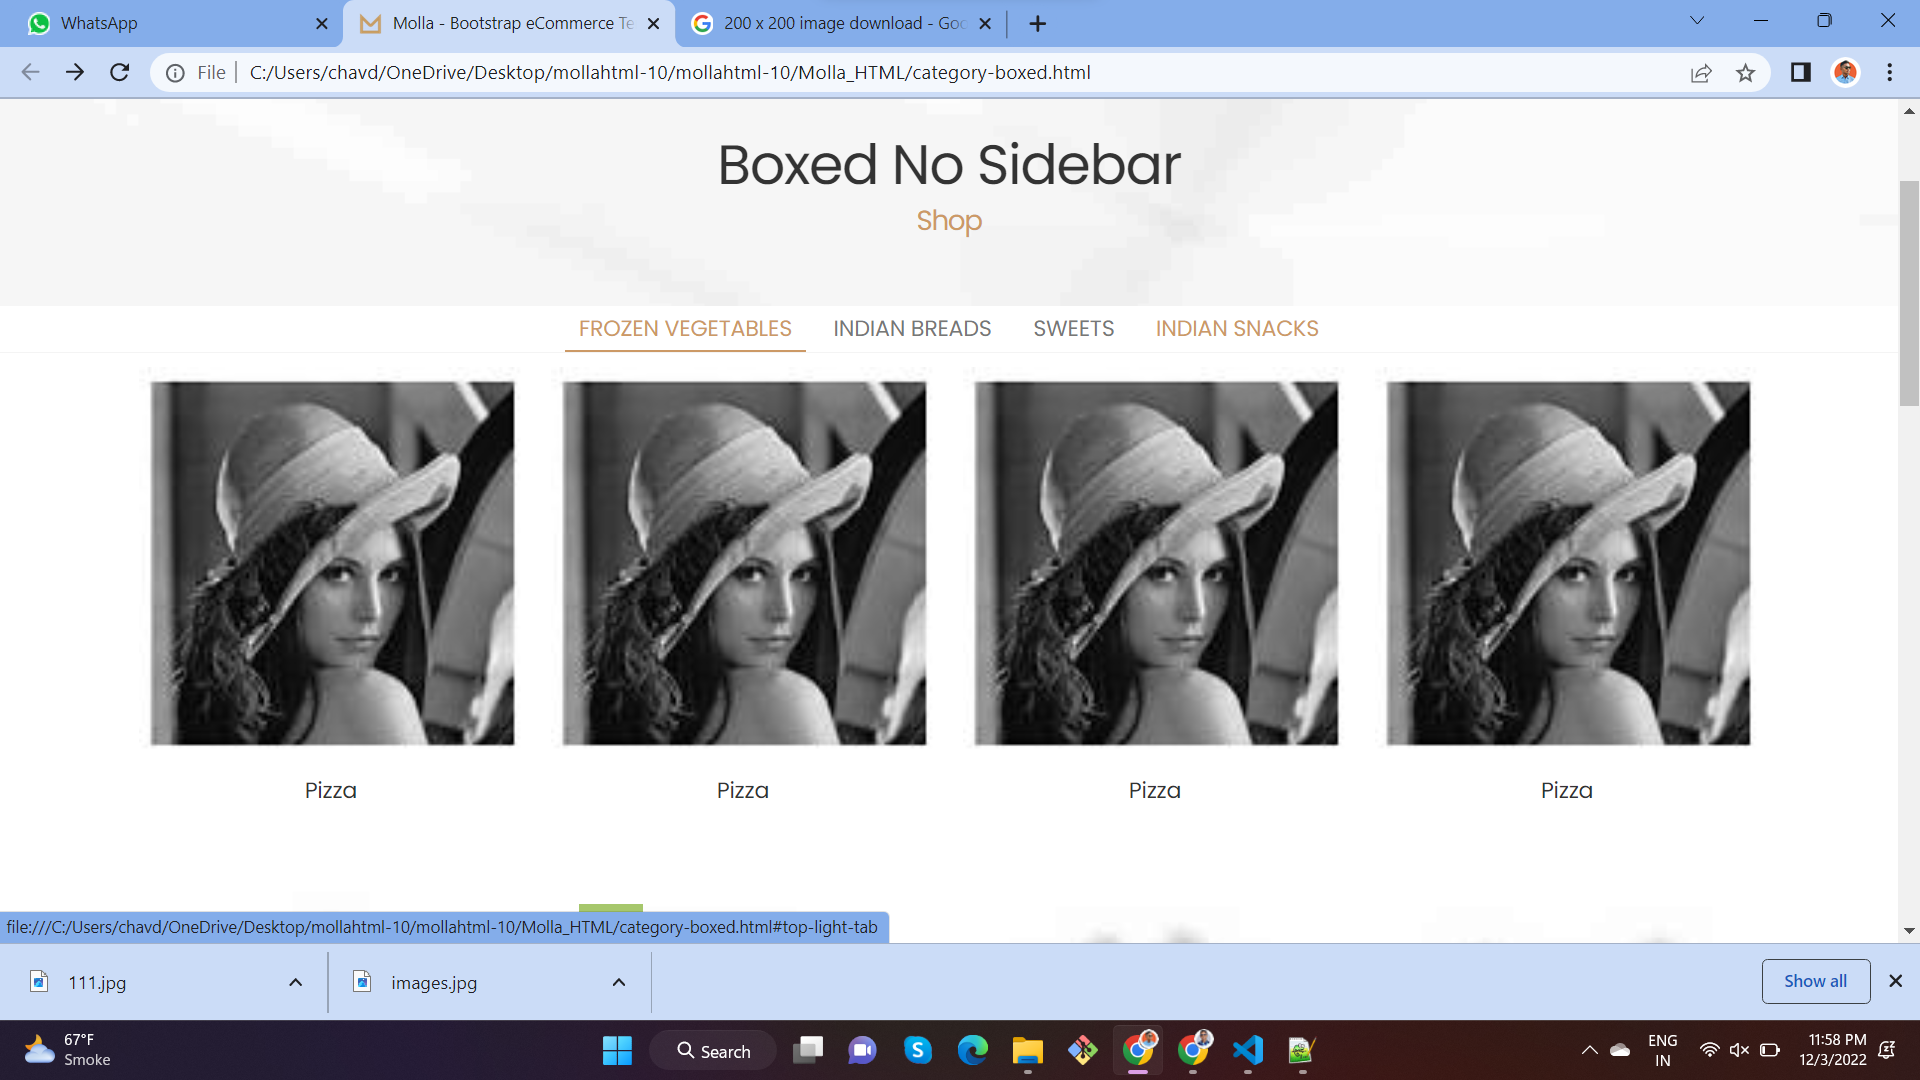 WhatsApp
Molla - Bootstrap eCommerce Te
200 x 200 image download - Goo
File
C:/Users/chavd/OneDrive/Desktop/mollahtml-10/mollahtml-10/Molla_HTML/category-boxed.html
Boxed No Sidebar
Shop
FROZEN VEGETABLES INDIAN BREADS SWEETS INDIAN SNACKS
Pizza Pizza Pizza Pizza
file:///C:/Users/chavd/OneDrive/Desktop/mollahtml-10/mollahtml-10/Molla_HTML/category-boxed.html#top-light-tab
111.jpg
images.jpg
Show all
67°F
Smoke
Search
ENG
IN
11:58 PM
12/3/2022